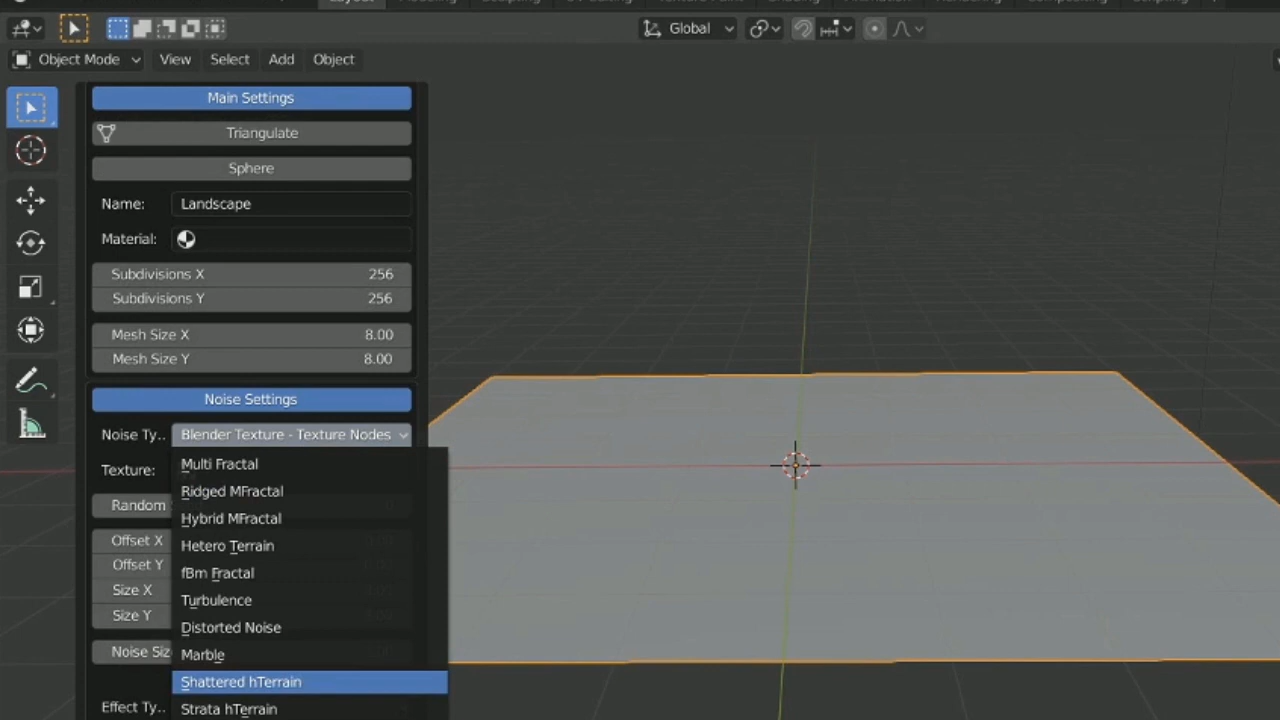 Global
Object Mode View Select Add Object
Main Settings
Triangulate
Sphere
Name: Landscape
Material:
Subdivisions X 256
Subdivisions Y 256
Mesh Size X 8.00
Mesh Size Y 8.00
Noise Settings
Noise Ty.. Blender Texture - Texture Nodes
Multi Fractal
Texture:
Ridged MFractal
Random
Hybrid MFractal
Offset X
Hetero Terrain
Offset Y
fBm Fractal
Size X
Turbulence
Size Y
Distorted Noise
Noise Siz
Marble
Shattered hTerrain
Effect Ty..
Strata hTerrain